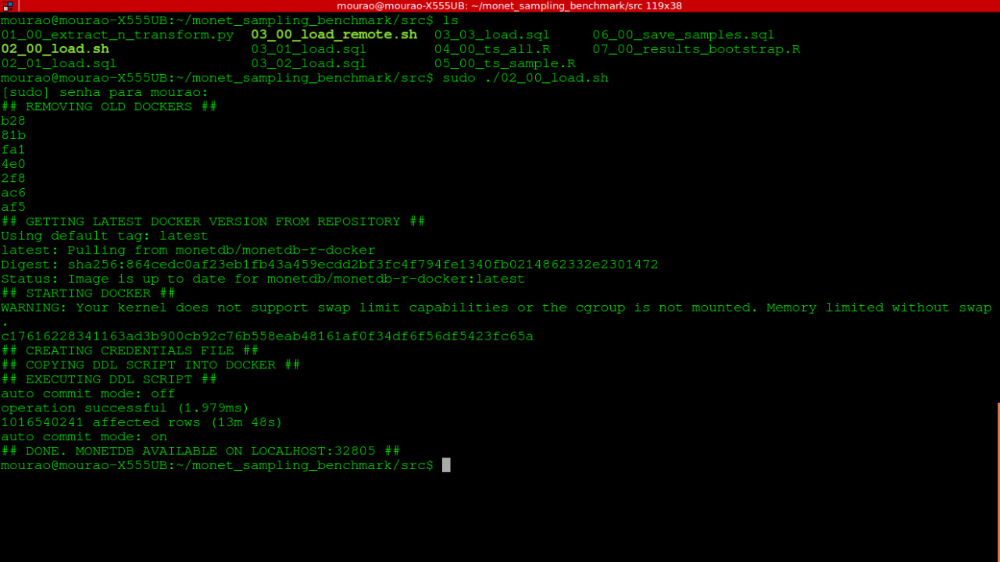 mourao@mourao-X555UB: ~/monet_sampling_benchmark/src 119x38
mourao@mourao-X555UB:~/monet_sampling_benchmark/src$ ls
01_00_extract_n_transform.py  03_00_load_remote.sh  03_03_load.sql     06_00_save_samples.sql
02_00_load.sh                 03_01_load.sql        04_00_ts_all.R     07_00_results_bootstrap.R
02_01_load.sql                03_02_load.sql        05_00_ts_sample.R
mourao@mourao-X555UB:~/monet_sampling_benchmark/src$ sudo ./02_00_load.sh
[sudo] senha para mourao:
## REMOVING OLD DOCKERS ##
b28
81b
fa1
4e0
2f8
ac6
af5
## GETTING LATEST DOCKER VERSION FROM REPOSITORY ##
Using default tag: latest
latest: Pulling from monetdb/monetdb-r-docker
Digest: sha256:864cedc0af23eb1fb43a459ecdd2bf3fc4f794fe1340fb0214862332e2301472
Status: Image is up to date for monetdb/monetdb-r-docker:latest
## STARTING DOCKER ##
WARNING: Your kernel does not support swap limit capabilities or the cgroup is not mounted. Memory limited without swap
.
c17616228341163ad3b900cb92c76b558eab48161af0f34df6f56df5423fc65a
## CREATING CREDENTIALS FILE ##
## COPYING DDL SCRIPT INTO DOCKER ##
## EXECUTING DDL SCRIPT ##
auto commit mode: off
operation successful (1.979ms)
1016540241 affected rows (13m 48s)
auto commit mode: on
## DONE. MONETDB AVAILABLE ON LOCALHOST:32805 ##
mourao@mourao-X555UB:~/monet_sampling_benchmark/src$